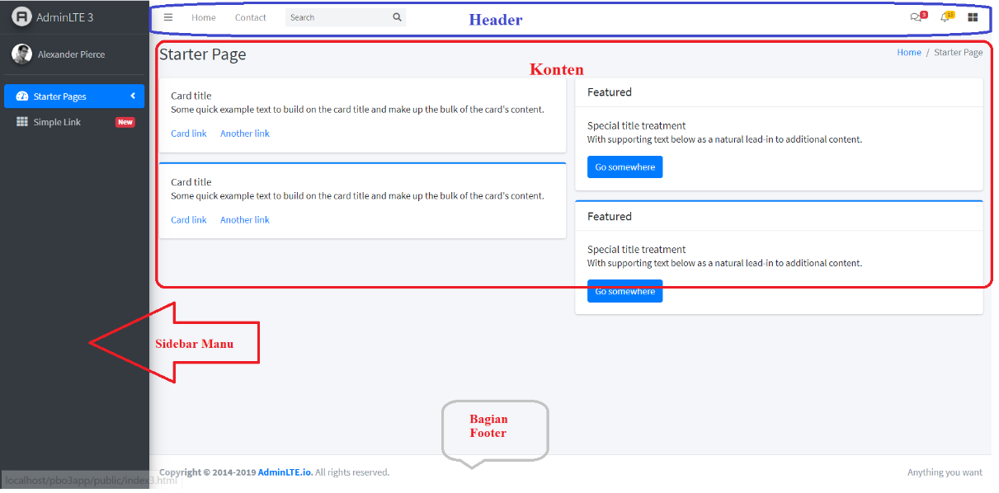 AdminLTE 3
Home Contact Search Header 3 15
Alexander Pierce
Starter Page
Home / Starter Page
Konten
Starter Pages
Simple Link New
Card title
Some quick example text to build on the card title and make up the bulk of the card's content.
Card link Another link
Card title
Some quick example text to build on the card title and make up the bulk of the card's content.
Card link Another link
Featured
Special title treatment
With supporting text below as a natural lead-in to additional content.
Go somewhere
Featured
Special title treatment
With supporting text below as a natural lead-in to additional content.
Go somewhere
Sidebar Manu
Bagian
Footer
Copyright © 2014-2019 AdminLTE.io. All rights reserved.
Anything you want
localhost/pbo3app/public/index3.html